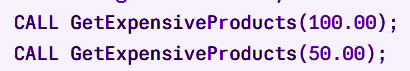 CALL GetExpensiveProducts(100.00);
CALL GetExpensiveProducts(50.00);